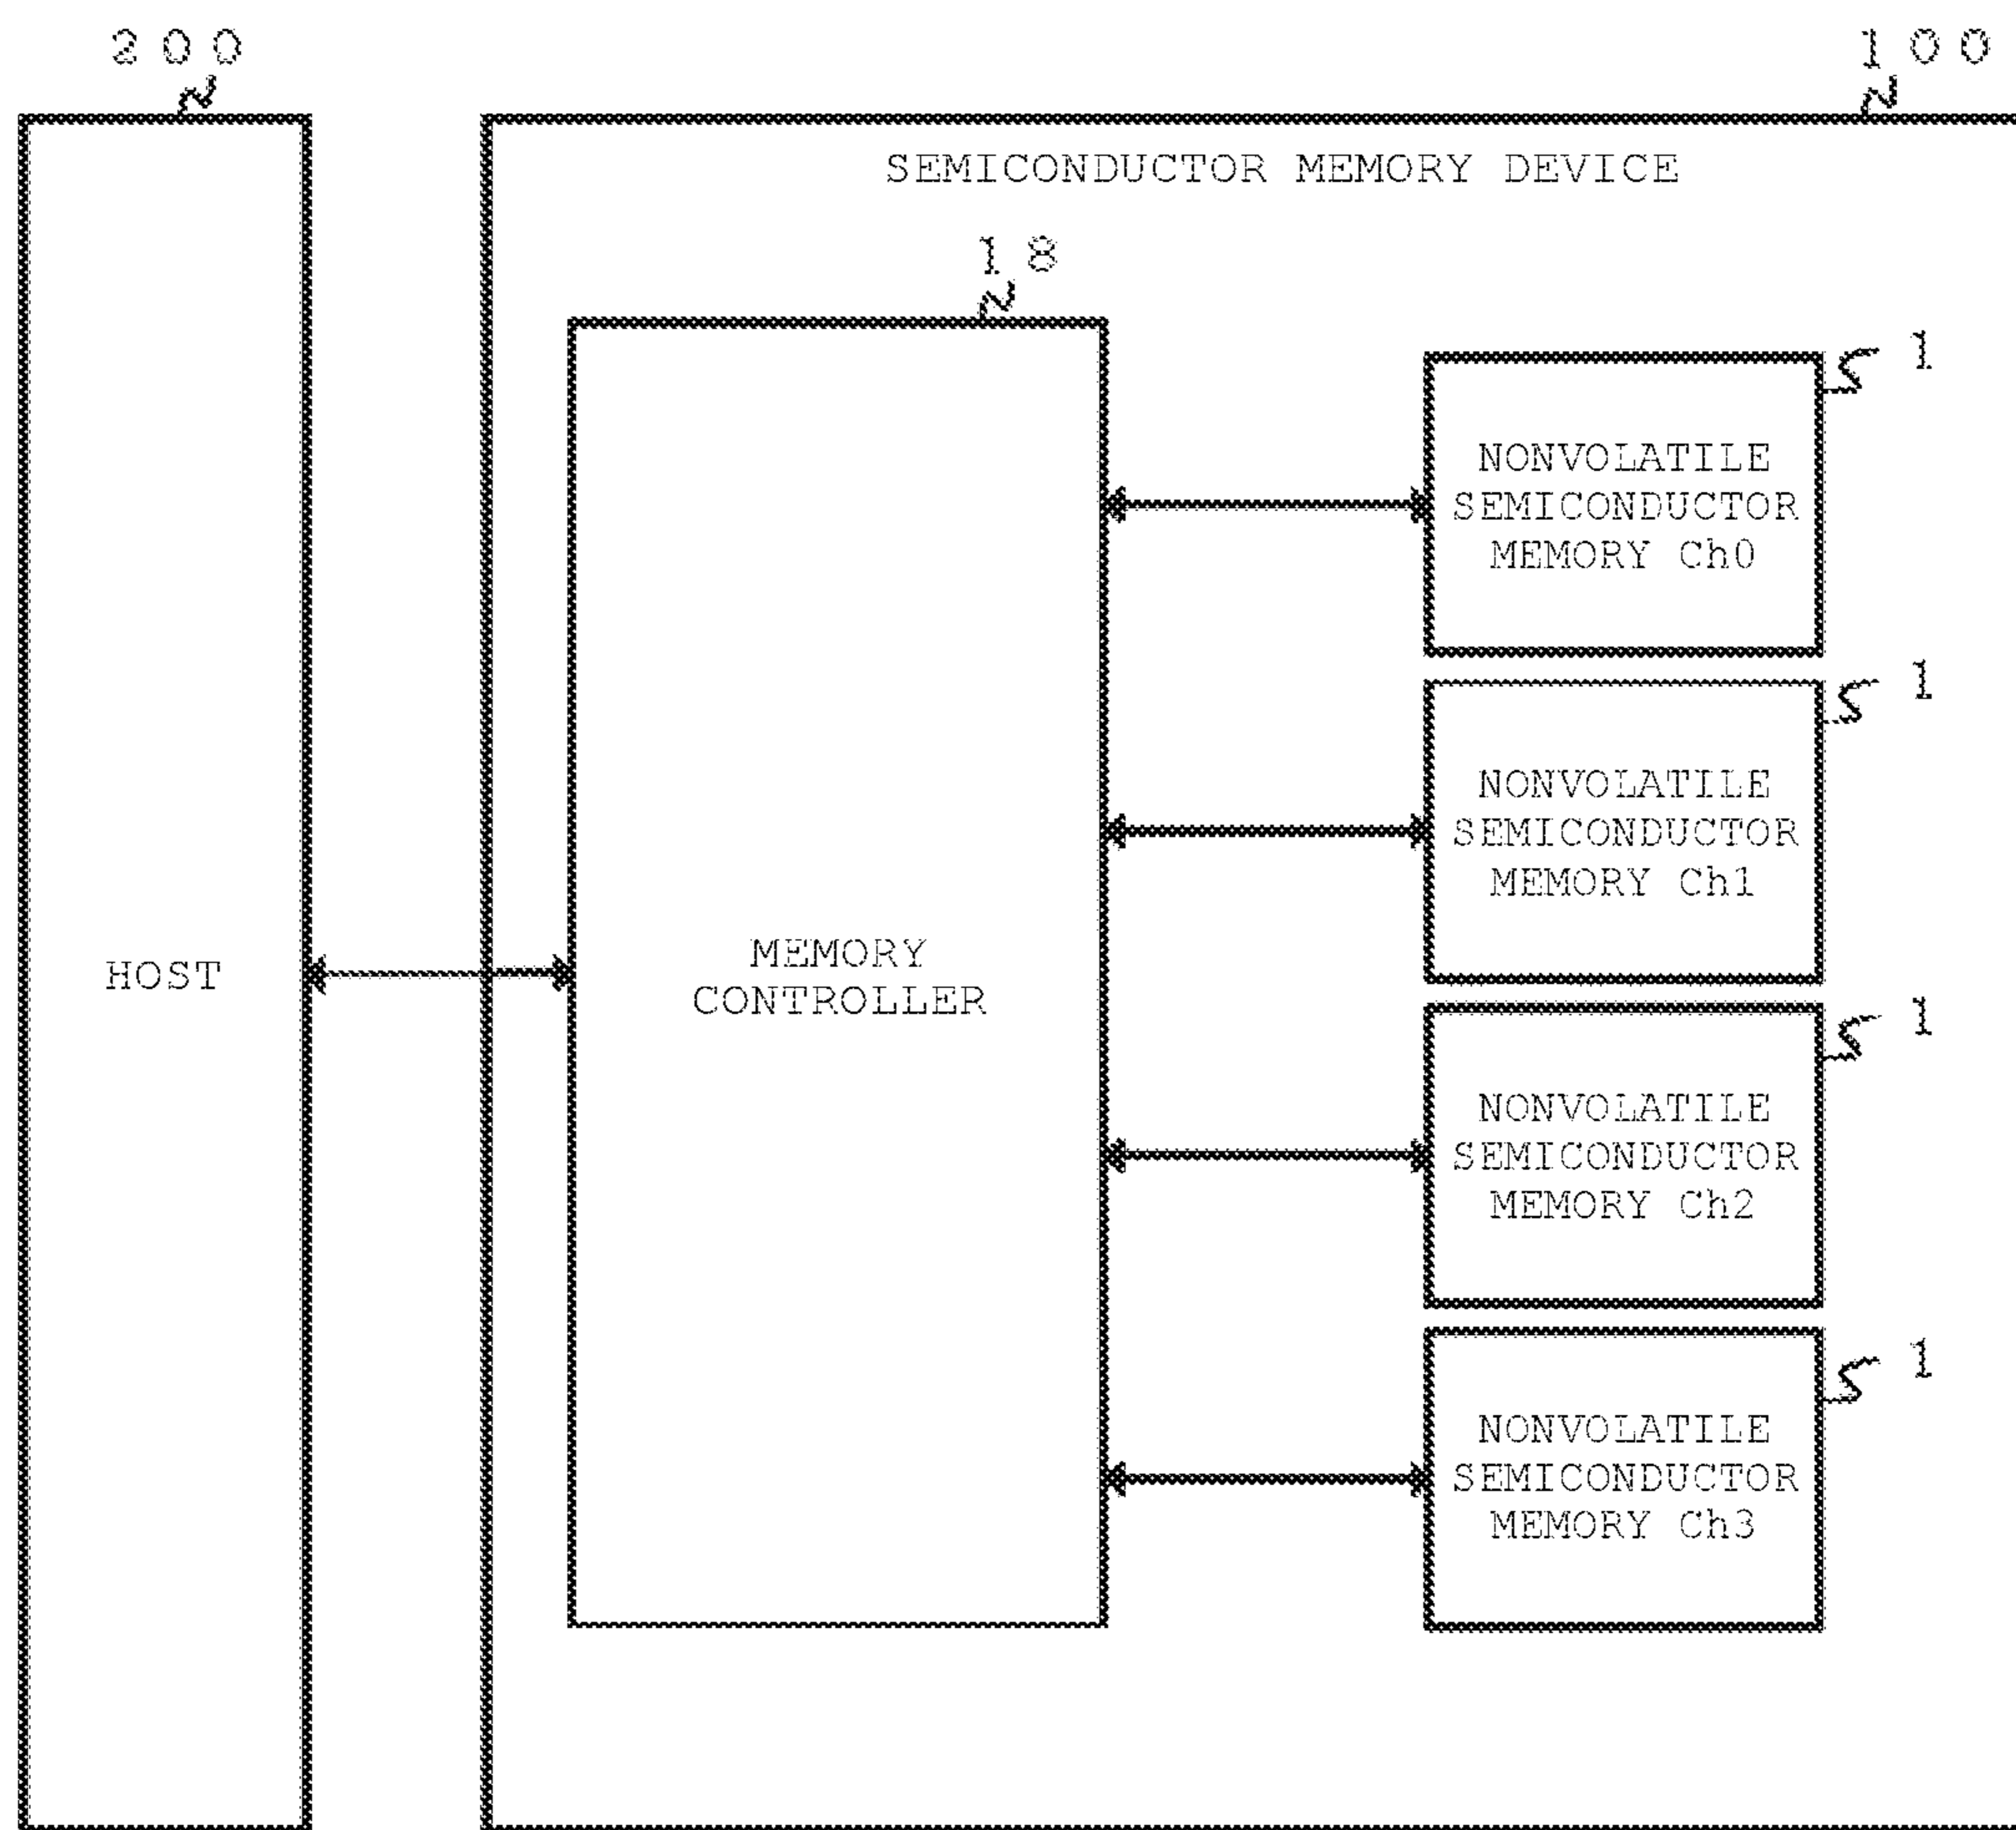 200
100
SEMICONDUCTOR MEMORY DEVICE
18
1
NONVOLATILE
SEMICONDUCTOR
MEMORY Ch0
1
NONVOLATILE
SEMICONDUCTOR
MEMORY Ch1
HOST
MEMORY
CONTROLLER
1
NONVOLATILE
SEMICONDUCTOR
MEMORY Ch2
1
NONVOLATILE
SEMICONDUCTOR
MEMORY Ch3